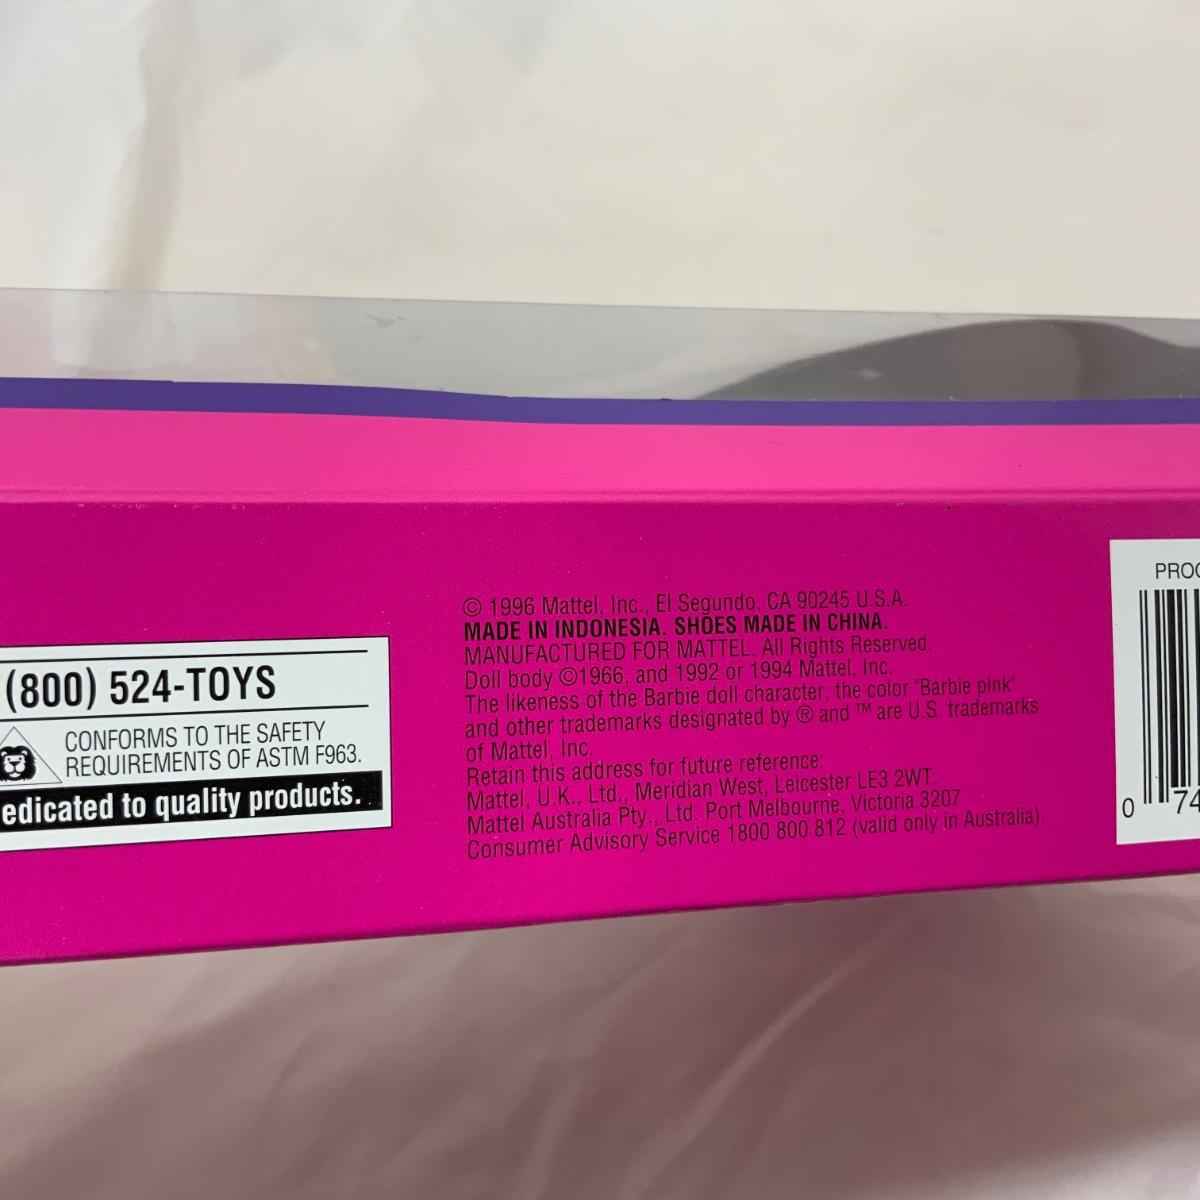 (800) 524-TOYS
CONFORMS TO THE SAFETY
REQUIREMENTS OF ASTM F963.
edicated to quality products.
© 1996 Mattel, Inc., El Segundo, CA 90245 U.S.A.
MADE IN INDONESIA. SHOES MADE IN CHINA.
MANUFACTURED FOR MATTEL. All Rights Reserved.
Doll body ©1966, and 1992 or 1994 Mattel, Inc.
The likeness of the Barbie doll character, the color "Barbie pink"
and other trademarks designated by ® and ™ are U.S. trademarks
of Mattel, Inc.
Retain this address for future reference:
Mattel, U.K., Ltd., Meridian West, Leicester LE3 2WT.
Mattel Australia Pty., Ltd. Port Melbourne, Victoria 3207
Consumer Advisory Service 1800 800 812 (valid only in Australia).
PROO
0 74